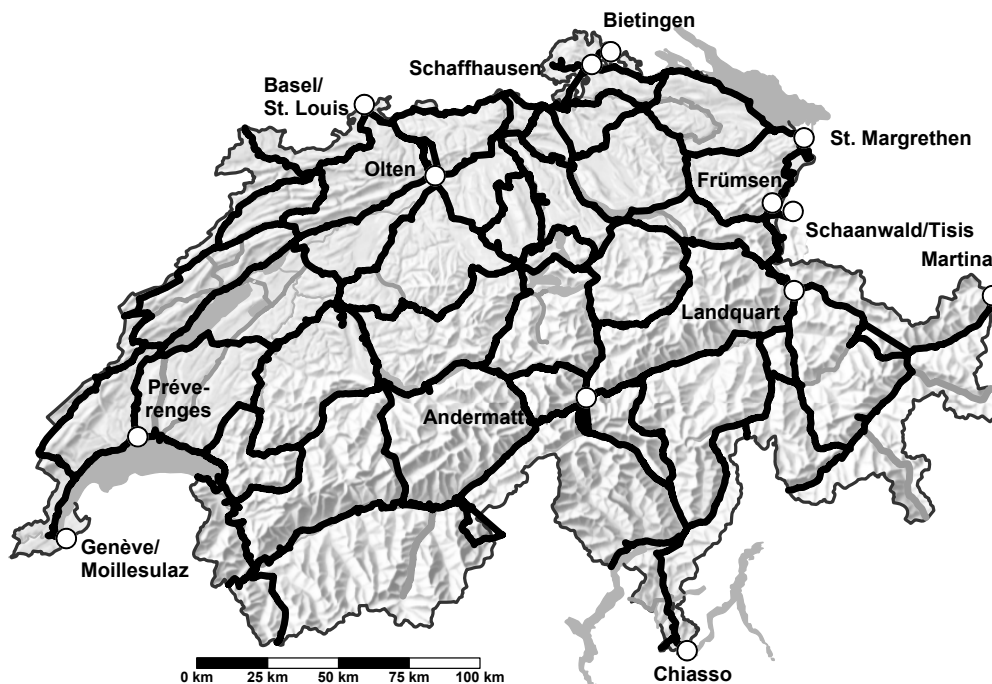 Bietingen
Schaffhausen
Basel/
St. Louis
St. Margrethen
Olten
Frümsen
Schaanwald/Tisis
Martina
Landquart
Préve-
renges
Andermatt
Genève/
Moillesulaz
Chiasso
0 km 25 km 50 km 75 km 100 km